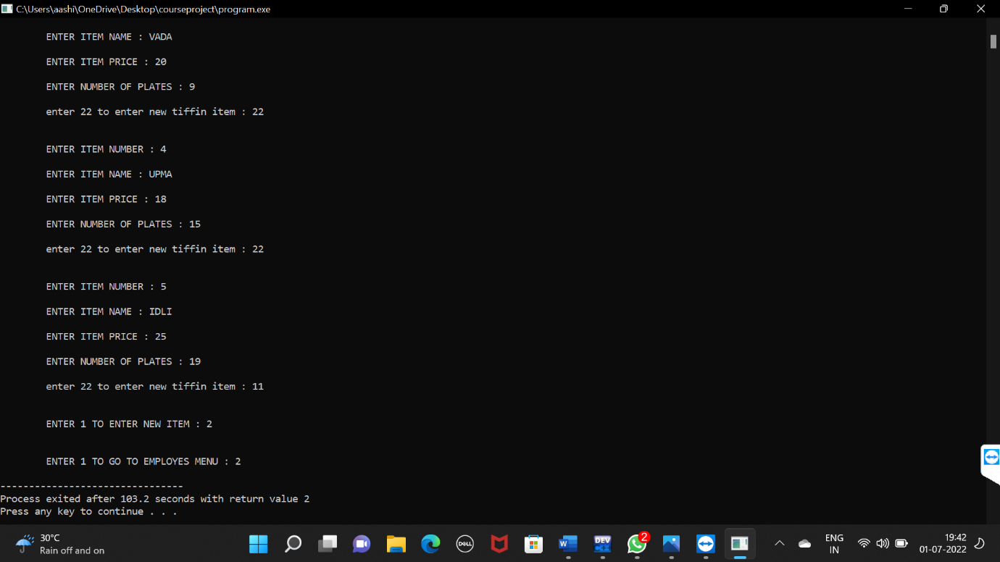 C:\Users\aashi\OneDrive\Desktop\courseproject\program.exe
ENTER ITEM NAME : VADA
ENTER ITEM PRICE : 20
ENTER NUMBER OF PLATES : 9
enter 22 to enter new tiffin item : 22
ENTER ITEM NUMBER : 4
ENTER ITEM NAME : UPMA
ENTER ITEM PRICE : 18
ENTER NUMBER OF PLATES : 15
enter 22 to enter new tiffin item : 22
ENTER ITEM NUMBER : 5
ENTER ITEM NAME : IDLI
ENTER ITEM PRICE : 25
ENTER NUMBER OF PLATES : 19
enter 22 to enter new tiffin item : 11
ENTER 1 TO ENTER NEW ITEM : 2
ENTER 1 TO GO TO EMPLOYES MENU : 2
--------------------------------
Process exited after 103.2 seconds with return value 2
Press any key to continue . . .
30°C
Rain off and on
DELL
W
DEV
C++
2
ENG
IN
19:42
01-07-2022